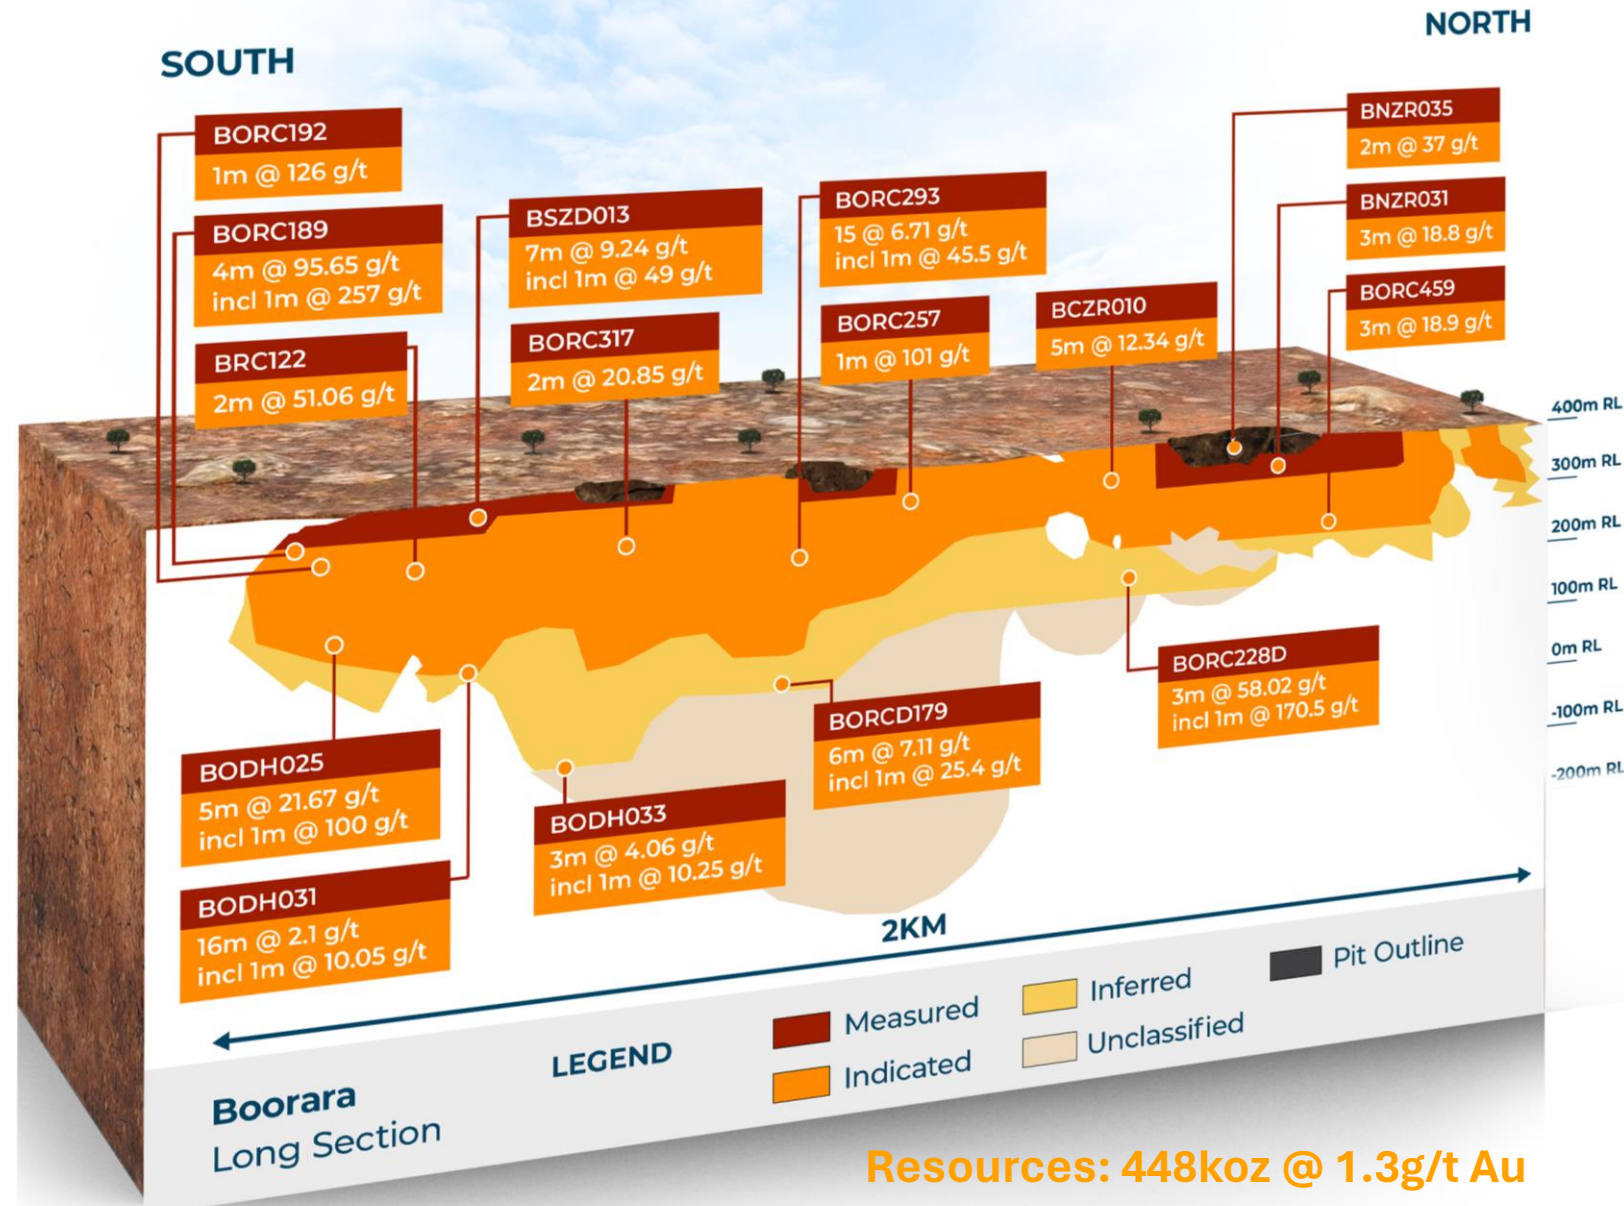 SOUTH
NORTH
BORC192
1m @ 126 g/t
BORC189
4m @ 95.65 g/t
incl 1m @ 257 g/t
BRC122
2m @ 51.06 g/t
BSZD013
7m @ 9.24 g/t
incl 1m @ 49 g/t
BORC317
2m @ 20.85 g/t
BORC293
15 @ 6.71 g/t
incl 1m @ 45.5 g/t
BORC257
1m @ 101 g/t
BCZR010
5m @ 12.34 g/t
BNZR035
2m @ 37 g/t
BNZR031
3m @ 18.8 g/t
BORC459
3m @ 18.9 g/t
400m RL
300m RL
200m RL
100m RL
0m RL
-100m RL
-200m RL
BODH025
5m @ 21.67 g/t
incl 1m @ 100 g/t
BODH031
16m @ 2.1 g/t
incl 1m @ 10.05 g/t
BODH033
3m @ 4.06 g/t
incl 1m @ 10.25 g/t
BORCD179
6m @ 7.11 g/t
incl 1m @ 25.4 g/t
BORC228D
3m @ 58.02 g/t
incl 1m @ 170.5 g/t
2KM
LEGEND
Measured
Indicated
Inferred
Unclassified
Pit Outline
Boorara
Long Section
Resources: 448koz @ 1.3g/t Au